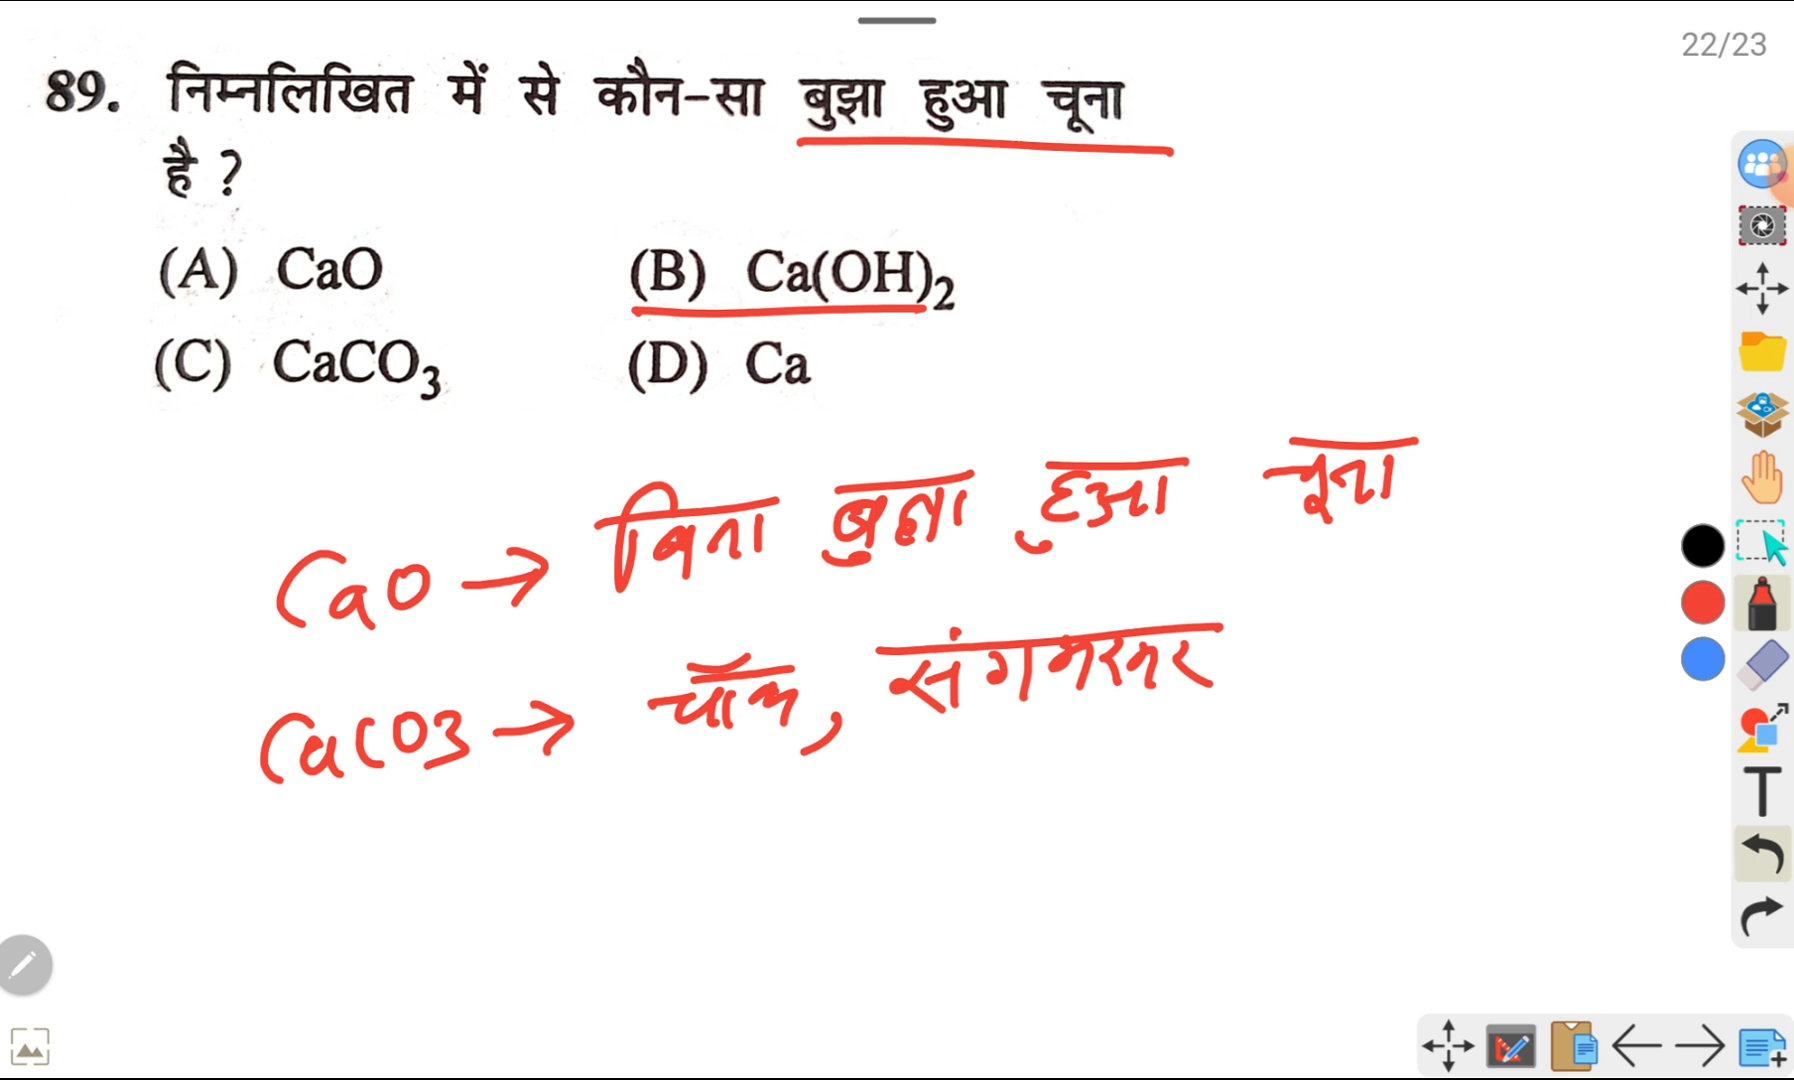 22/23
89. निम्नलिखित में से कौन-सा बुझा हुआ चूना
है ?
(A) CaO (B) Ca(OH)₂
(C) CaCO₃ (D) Ca
CaO → बिना बुझा हुआ चूना
CaCO3 → चॉक, संगमरमर
T